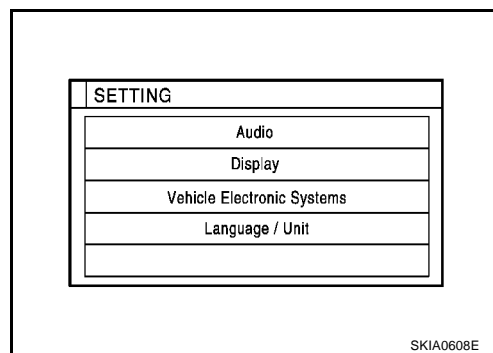 SETTING
Audio
Display
Vehicle Electronic Systems
Language / Unit
SKIA0608E